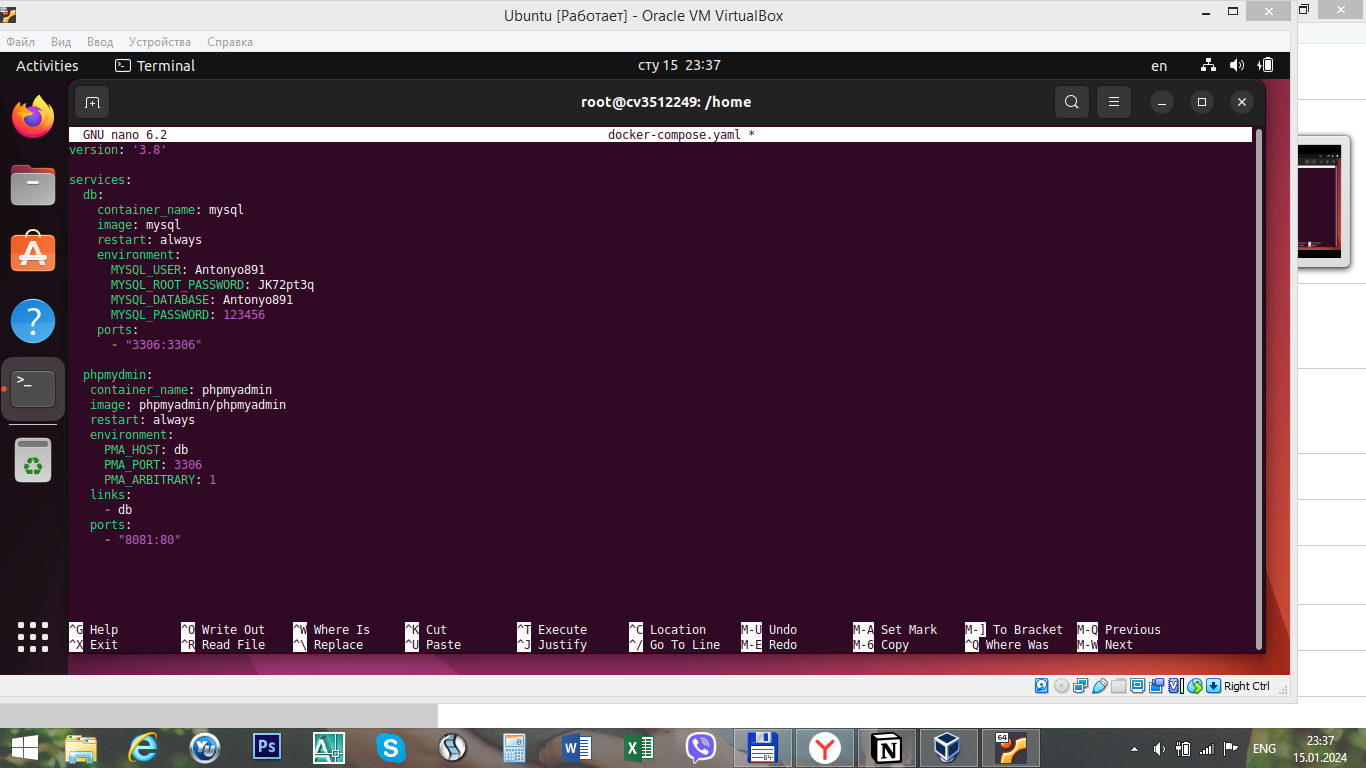 Ubuntu [Работает] - Oracle VM VirtualBox
Файл Вид Ввод Устройства Справка
Activities Terminal сту 15 23:37 en
root@cv3512249: /home
GNU nano 6.2 docker-compose.yaml *
version: '3.8'
services:
db:
container_name: mysql
image: mysql
restart: always
environment:
MYSQL_USER: Antonyo891
MYSQL_ROOT_PASSWORD: JK72pt3q
MYSQL_DATABASE: Antonyo891
MYSQL_PASSWORD: 123456
ports:
- "3306:3306"
phpmydmin:
container_name: phpmyadmin
image: phpmyadmin/phpmyadmin
restart: always
environment:
PMA_HOST: db
PMA_PORT: 3306
PMA_ARBITRARY: 1
links:
- db
ports:
- "8081:80"
^G Help ^O Write Out ^W Where Is ^K Cut ^T Execute ^C Location M-U Undo M-A Set Mark M-] To Bracket M-Q Previous
^X Exit ^R Read File ^\ Replace ^U Paste ^J Justify ^/ Go To Line M-E Redo M-6 Copy ^Q Where Was M-W Next
Right Ctrl
ENG 23:37
15.01.2024